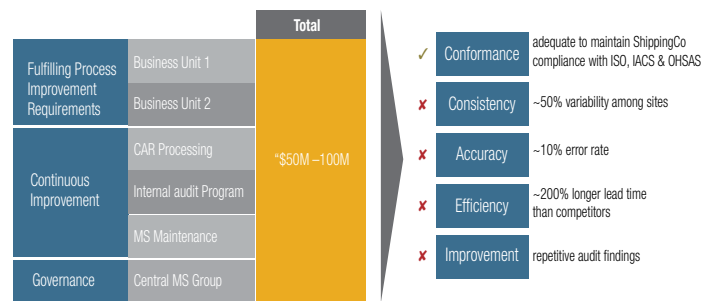 Total
Fulfilling Process
Improvement
Requirements
Business Unit 1
Business Unit 2
Continuous
Improvement
CAR Processing
Internal audit Program
MS Maintenance
Governance
Central MS Group
“$50M –100M
✓ Conformance
adequate to maintain ShippingCo
compliance with ISO, IACS & OHSAS
✘ Consistency
~50% variability among sites
✘ Accuracy
~10% error rate
✘ Efficiency
~200% longer lead time
than competitors
✘ Improvement
repetitive audit findings